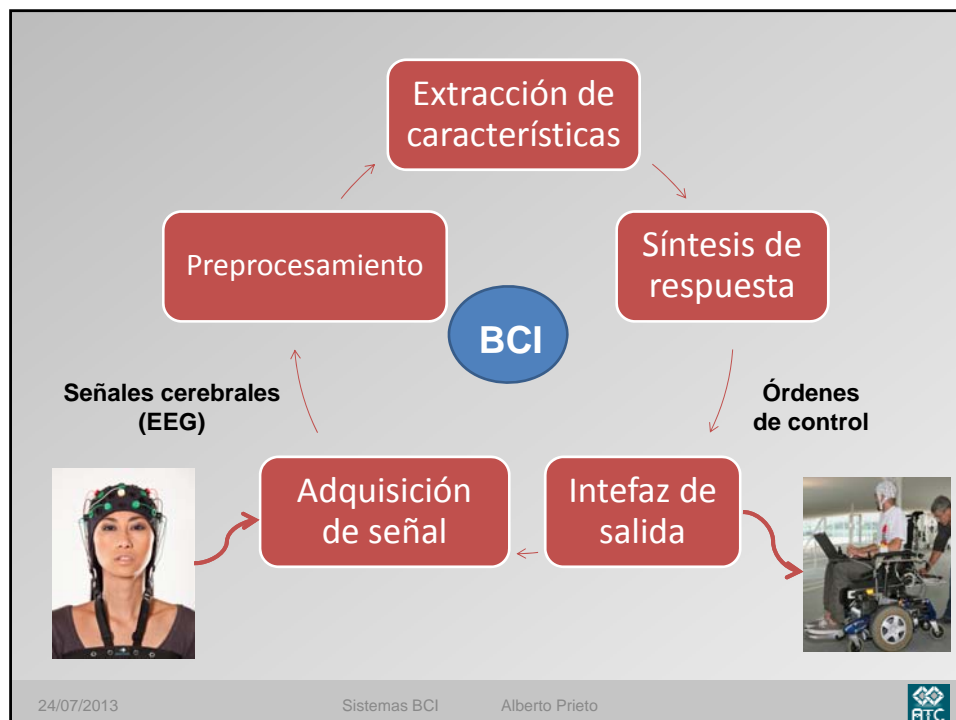 Extracción de
características
Preprocesamiento
Síntesis de
respuesta
BCI
Señales cerebrales
(EEG)
Órdenes
de control
Adquisición
de señal
Intefaz de
salida
24/07/2013
Sistemas BCI
Alberto Prieto
ATC